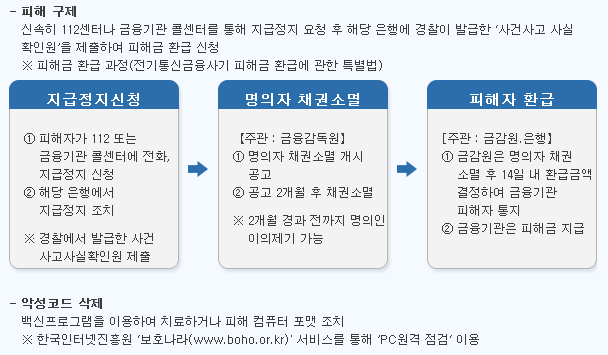 - 피해 구제
신속히 112센터나 금융기관 콜센터를 통해 지급정지 요청 후 해당 은행에 경찰이 발급한 '사건사고 사실
확인원'을 제출하여 피해금 환급 신청
※ 피해금 환급 과정(전기통신금융사기 피해금 환급에 관한 특별법)
지급정지신청
① 피해자가 112 또는
금융기관 콜센터에 전화,
지급정지 신청
② 해당 은행에서
지급정지 조치
※ 경찰에서 발급한 사건
사고사실확인원 제출
명의자 채권소멸
【주관 : 금융감독원】
① 명의자 채권소멸 개시
공고
② 공고 2개월 후 채권소멸
※ 2개월 경과 전까지 명의인
이의제기 가능
피해자 환급
[주관 : 금감원.은행]
① 금감원은 명의자 채권
소멸 후 14일 내 환급금액
결정하여 금융기관
피해자 통지
② 금융기관은 피해금 지급
- 악성코드 삭제
백신프로그램을 이용하여 치료하거나 피해 컴퓨터 포맷 조치
※ 한국인터넷진흥원 '보호나라(www.boho.or.kr)' 서비스를 통해 'PC원격 점검' 이용